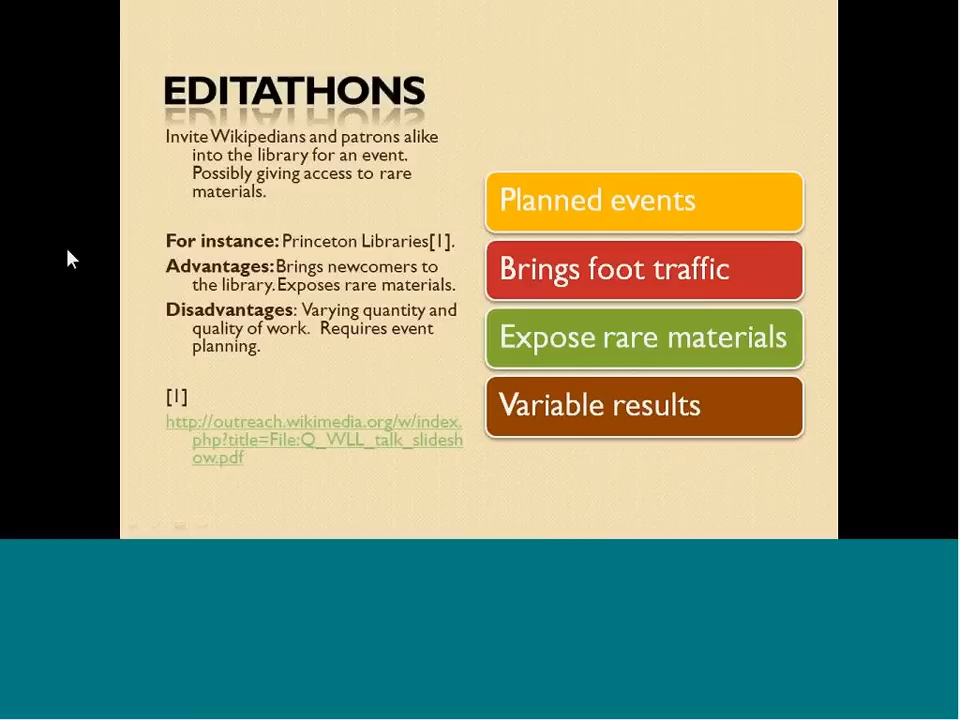 EDITATHONS
Invite Wikipedians and patrons alike
into the library for an event.
Possibly giving access to rare
materials.
For instance: Princeton Libraries[1].
Advantages: Brings newcomers to
the library. Exposes rare materials.
Disadvantages: Varying quantity and
quality of work. Requires event
planning.
[1]
http://outreach.wikimedia.org/w/index.
php?title=File:Q_WLL_talk_slidesh
ow.pdf
Planned events
Brings foot traffic
Expose rare materials
Variable results